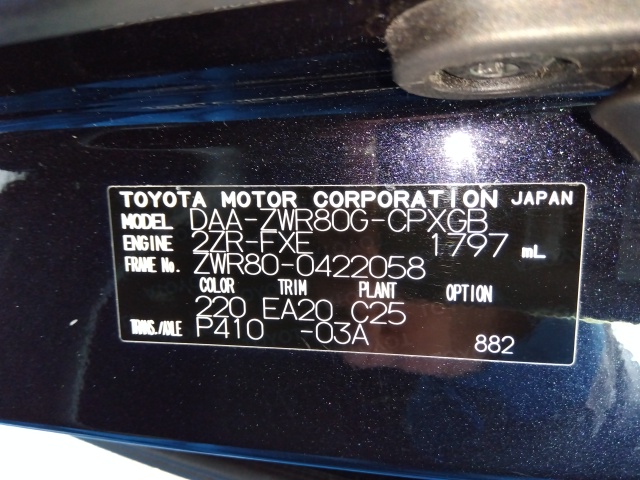 TOYOTA MOTOR CORPORATION JAPAN
MODEL DAA-ZWR80G-CPXGB
ENGINE 2ZR-FXE 1797 mL
FRAME No. ZWR80-0422058
COLOR TRIM PLANT OPTION
220 EA20 C25
TRANS./AXLE P410 -03A
882